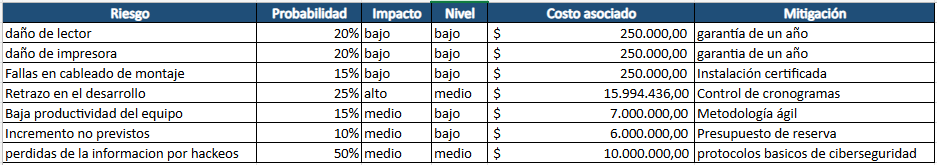 Riesgo Probabilidad Impacto Nivel Costo asociado Mitigación
daño de lector 20% bajo bajo $ 250.000,00 garantía de un año
daño de impresora 20% bajo bajo $ 250.000,00 garantia de un año
Fallas en cableado de montaje 15% bajo bajo $ 250.000,00 Instalación certificada
Retrazo en el desarrollo 25% alto medio $ 15.994.436,00 Control de cronogramas
Baja productividad del equipo 15% medio bajo $ 7.000.000,00 Metodología ágil
Incremento no previstos 10% medio bajo $ 6.000.000,00 Presupuesto de reserva
perdidas de la informacion por hackeos 50% medio medio $ 10.000.000,00 protocolos basicos de ciberseguridad